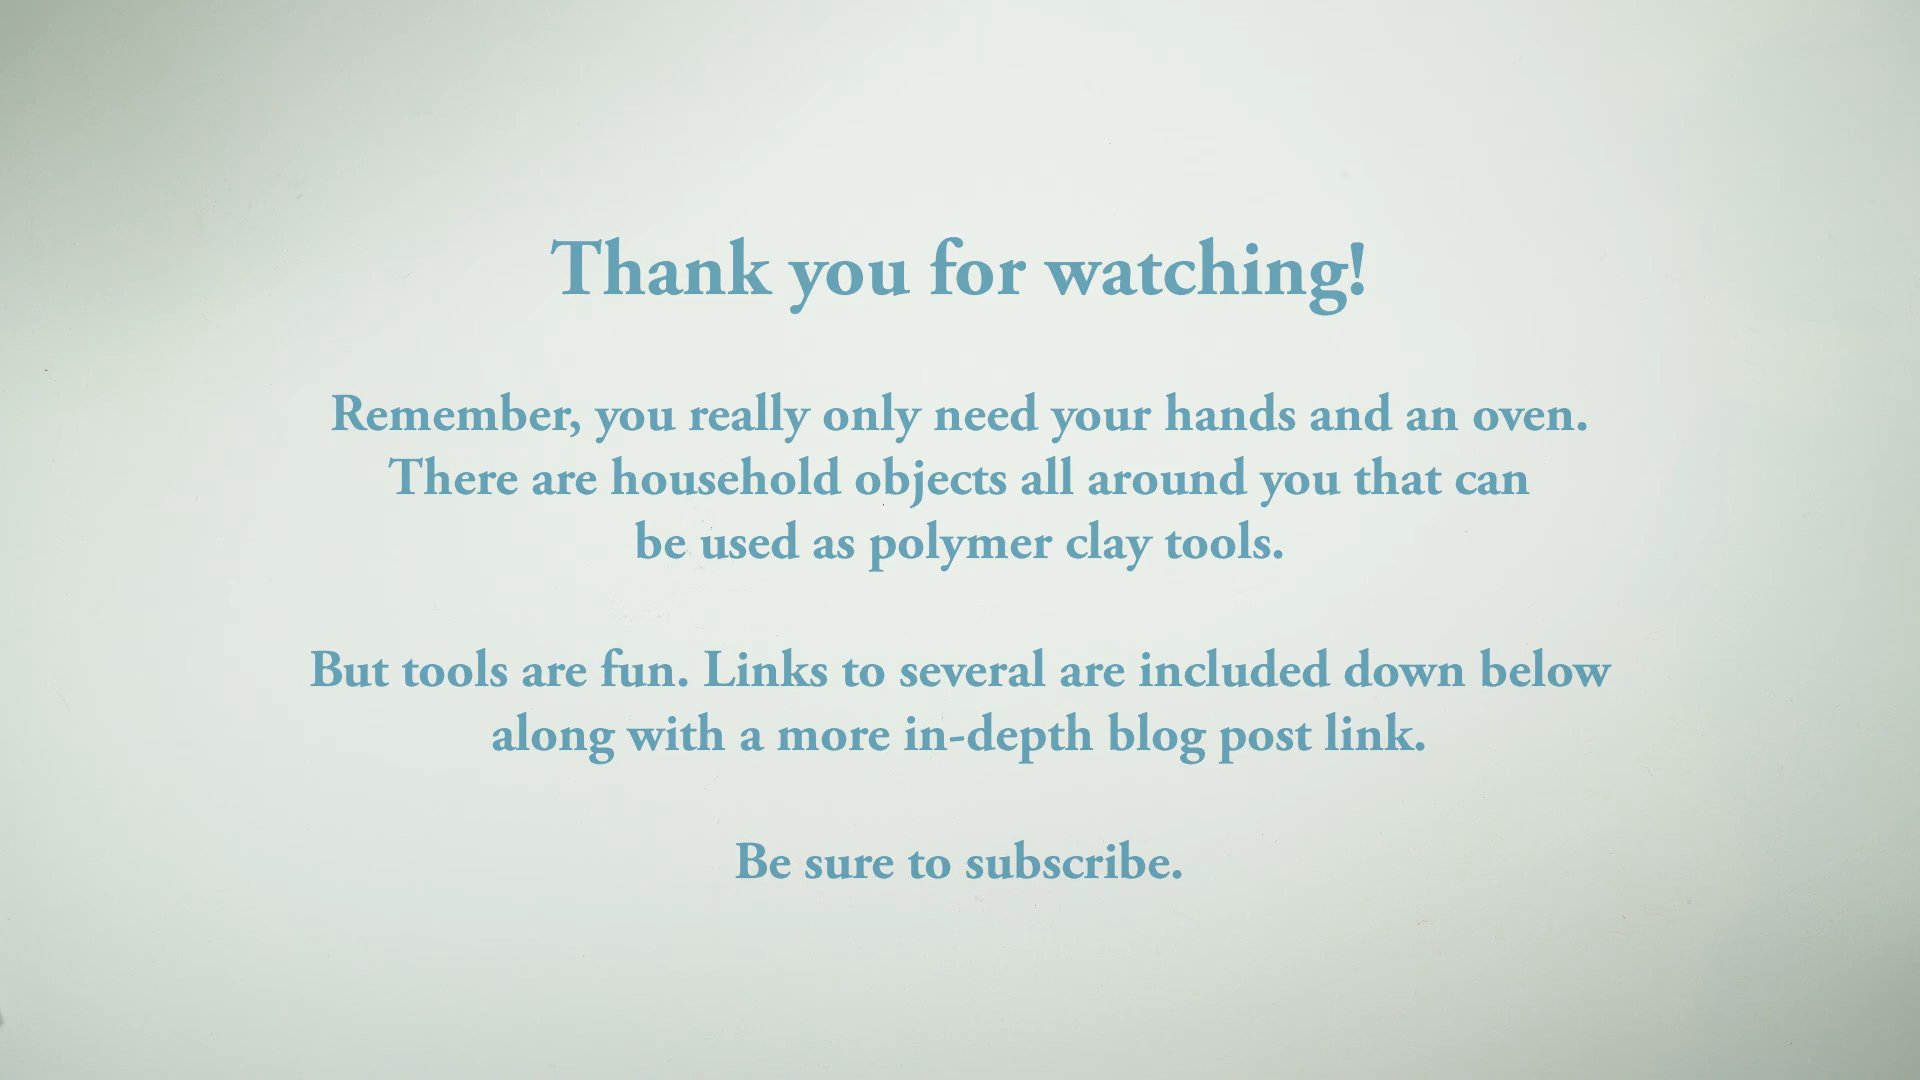 Thank you for watching!
Remember, you really only need your hands and an oven.
There are household objects all around you that can
be used as polymer clay tools.
But tools are fun. Links to several are included down below
along with a more in-depth blog post link.
Be sure to subscribe.